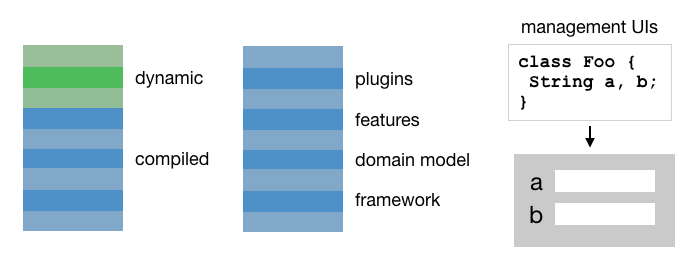 dynamic
compiled
plugins
features
domain model
framework
management UIs
class Foo {
 String a, b;
}
a
b